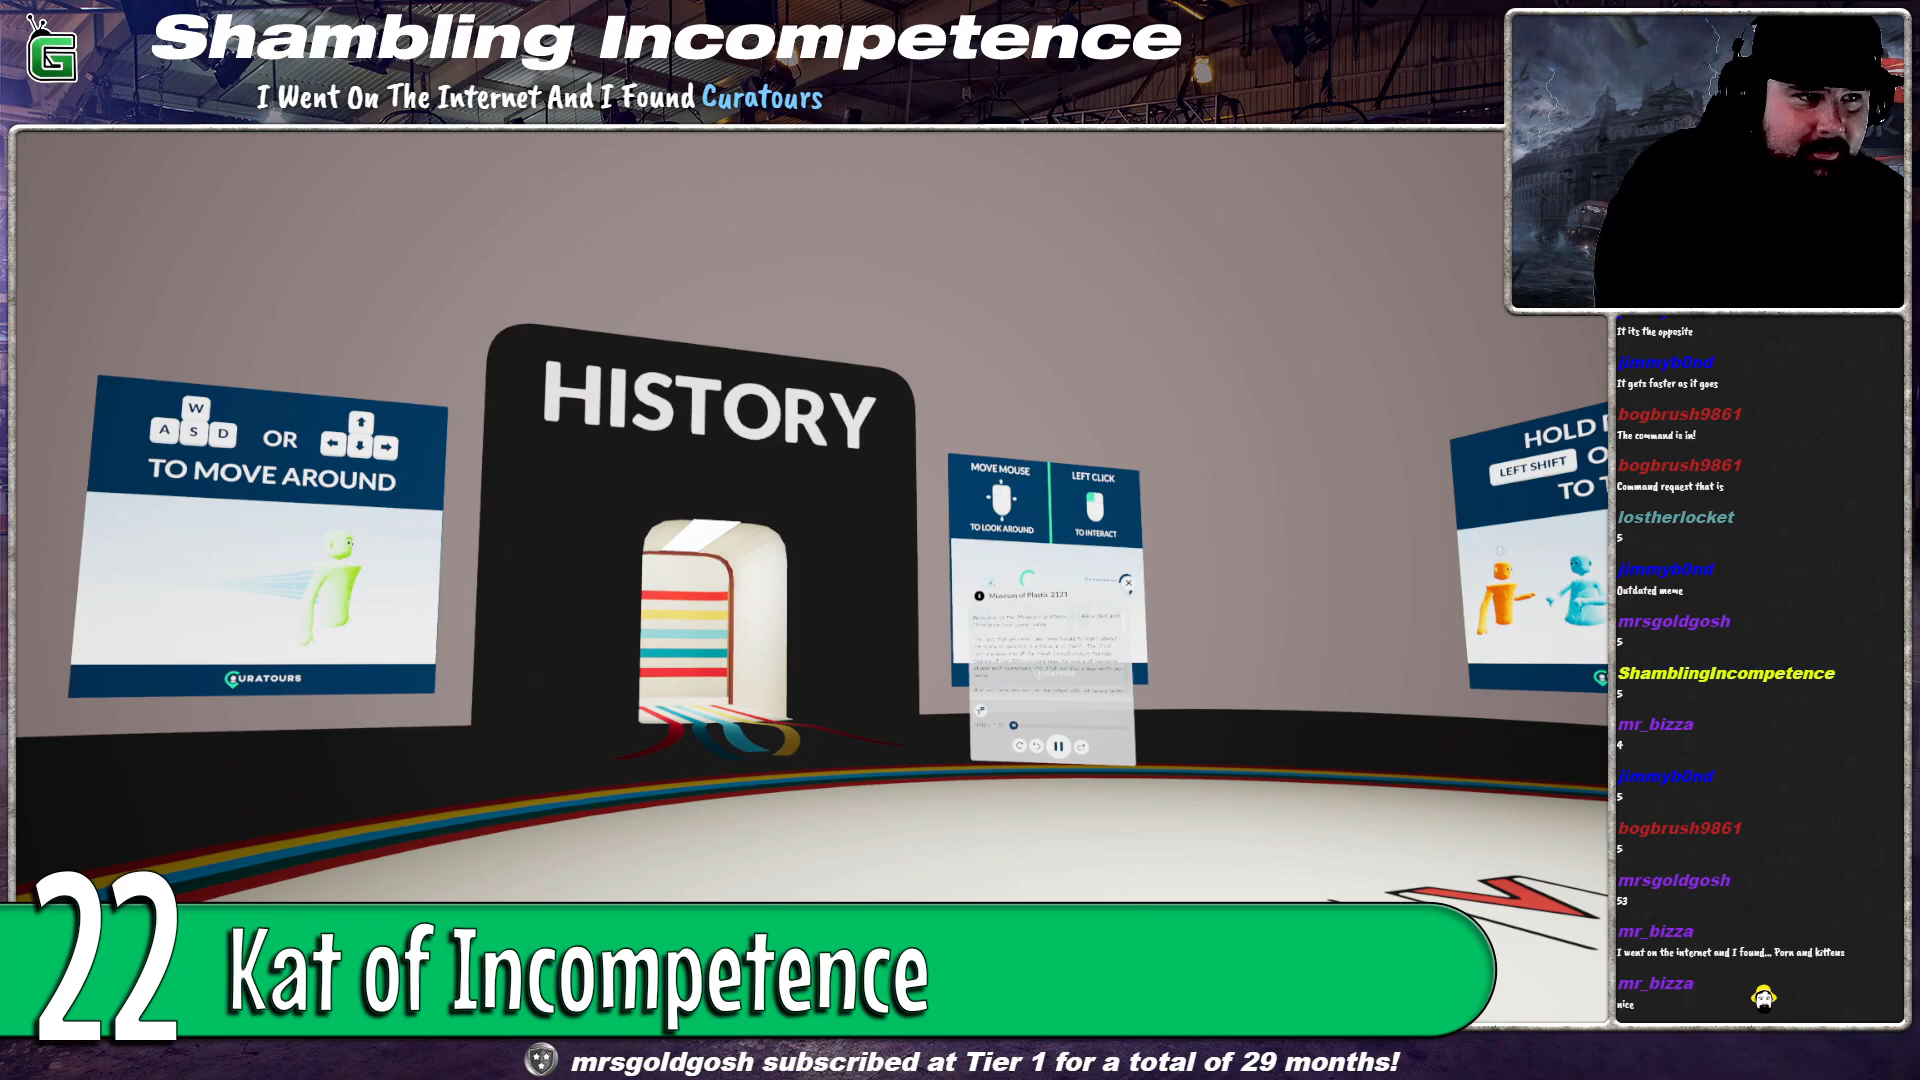 G
Shambling Incompetence
I Went On The Internet And I Found Curatours
HISTORY
W
A S D OR
TO MOVE AROUND
CURATOURS
MOVE MOUSE
TO LOOK AROUND
LEFT CLICK
TO INTERACT
Museum of Plastic 2121
HOLD
LEFT SHIFT
22
Kat of Incompetence
mrsgoldgosh subscribed at Tier 1 for a total of 29 months!
It its the opposite
jimmyb0nd
It gets faster as it goes
bogbrush9861
The command is in!
bogbrush9861
Command request that is
lostherlocket
5
jimmyb0nd
Outdated meme
mrsgoldgosh
5
ShamblingIncompetence
5
mr_bizza
4
jimmyb0nd
5
bogbrush9861
5
mrsgoldgosh
53
mr_bizza
I went on the internet and I found... Porn and kittens
mr_bizza
nice